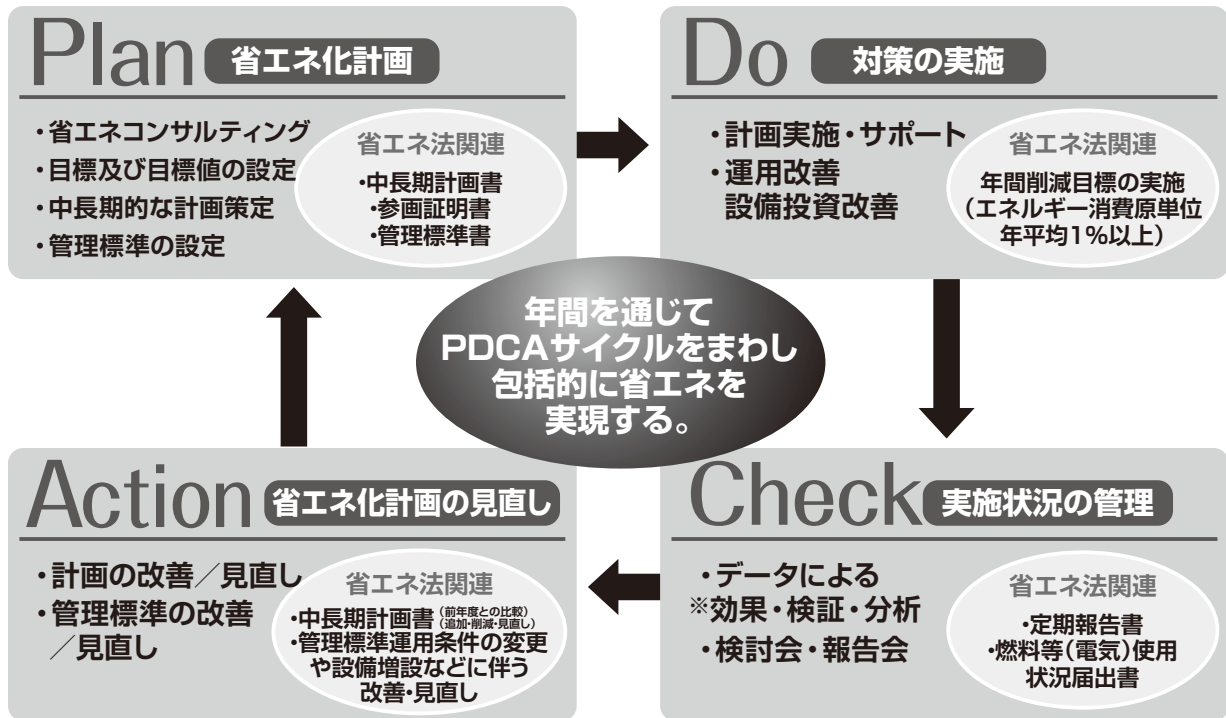 Plan 省エネ化計画
・省エネコンサルティング
・目標及び目標値の設定
・中長期的な計画策定
・管理標準の設定
省エネ法関連
・中長期計画書
・参画証明書
・管理標準書
Do 対策の実施
・計画実施・サポート
・運用改善
設備投資改善
省エネ法関連
年間削減目標の実施
（エネルギー消費原単位
年平均1％以上）
年間を通じて
PDCAサイクルをまわし
包括的に省エネを
実現する。
Action 省エネ化計画の見直し
・計画の改善／見直し
・管理標準の改善
／見直し
省エネ法関連
・中長期計画書（前年度との比較）
（追加・削減・見直し）
・管理標準運用条件の変更
や設備増設などに伴う
改善・見直し
Check 実施状況の管理
・データによる
※効果・検証・分析
・検討会・報告会
省エネ法関連
・定期報告書
・燃料等（電気）使用
状況届出書